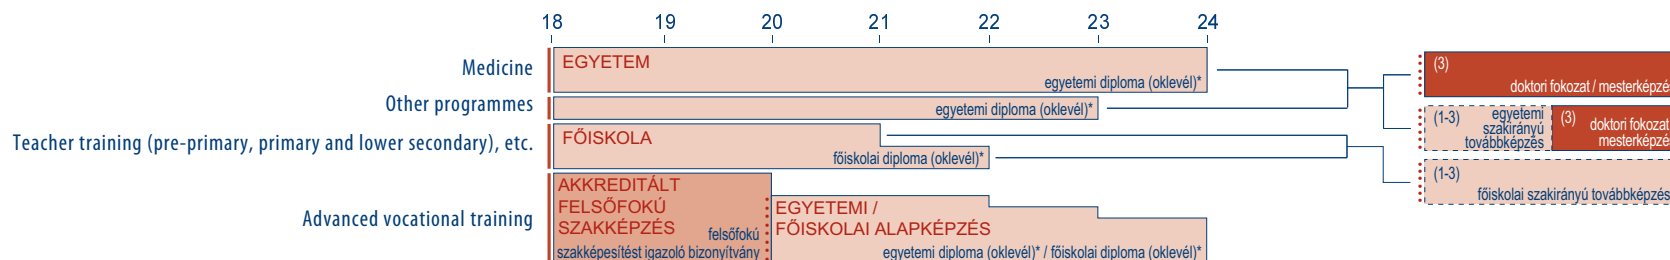 18 19 20 21 22 23 24
Medicine
EGYETEM
egyetemi diploma (oklevél)*
(3)
doktori fokozat / mesterképzé
Other programmes
egyetemi diploma (oklevél)*
(1-3) egyetemi
szakirányú
továbbképzés
(3) doktori fokozat
mesterképzé
Teacher training (pre-primary, primary and lower secondary), etc.
FŐISKOLA
főiskolai diploma (oklevél)*
(1-3)
főiskolai szakirányú továbbképzés
Advanced vocational training
AKKREDITÁLT
FELSŐFOKÚ
SZAKKÉPZÉS
felsőfokú
szakképesítést igazoló bizonyítvány
EGYETEMI /
FŐISKOLAI ALAPKÉPZÉS
egyetemi diploma (oklevél)* / főiskolai diploma (oklevél)*